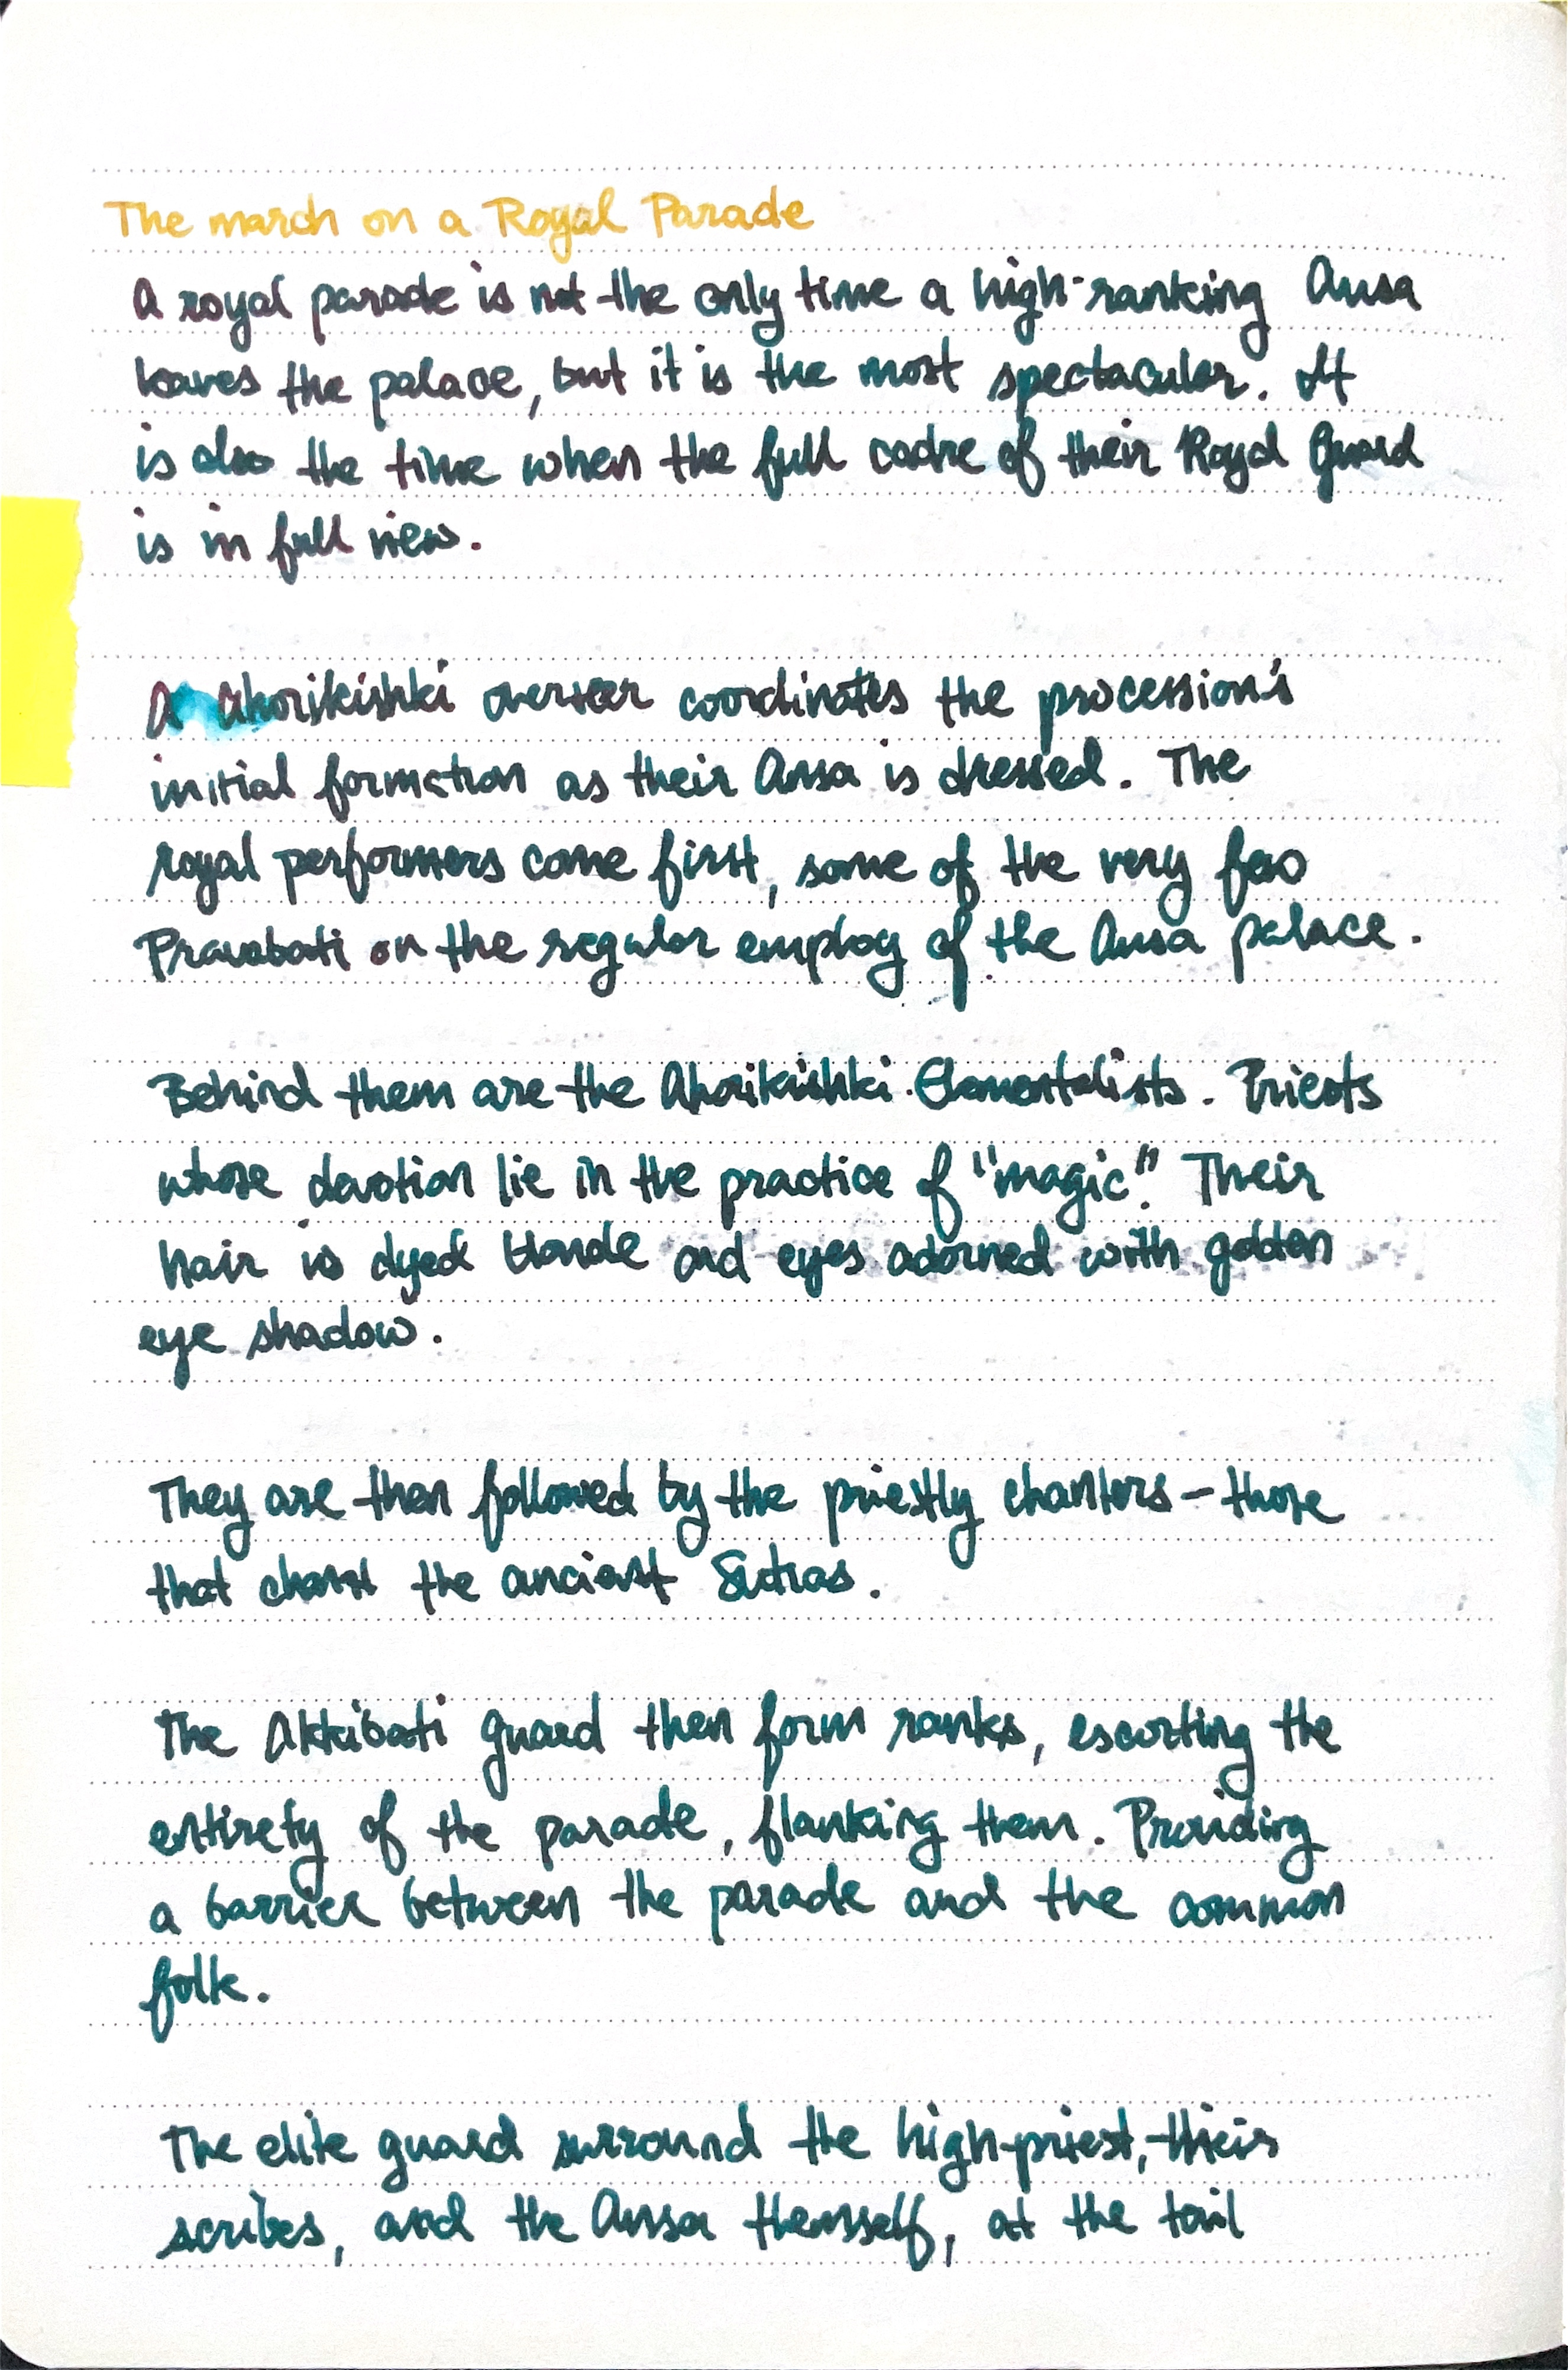 The march on a Royal Parade
A royal parade is not the only time a high-ranking Ansa
leaves the palace, but it is the most spectacular. It
is also the time when the full cadre of their Royal Guard
is in full view.
A Ahorikishki overseer coordinates the procession's
initial formation as their Ansa is dressed. The
royal performers come first, some of the very few
Pravabati on the regular employ of the Ansa palace.
Behind them are the Ahorikishki Elementalists. Priests
whose devotion lie in the practice of "magic". Their
hair is dyed blonde and eyes adorned with golden
eye shadow.
They are then followed by the priestly chanters - those
that chant the ancient Sutras.
The Akkibati guard then form ranks, escorting the
entirety of the parade, flanking them. Providing
a barrier between the parade and the common
folk.
The elite guard surround the high-priest, their
scribes, and the Ansa themself, at the tail